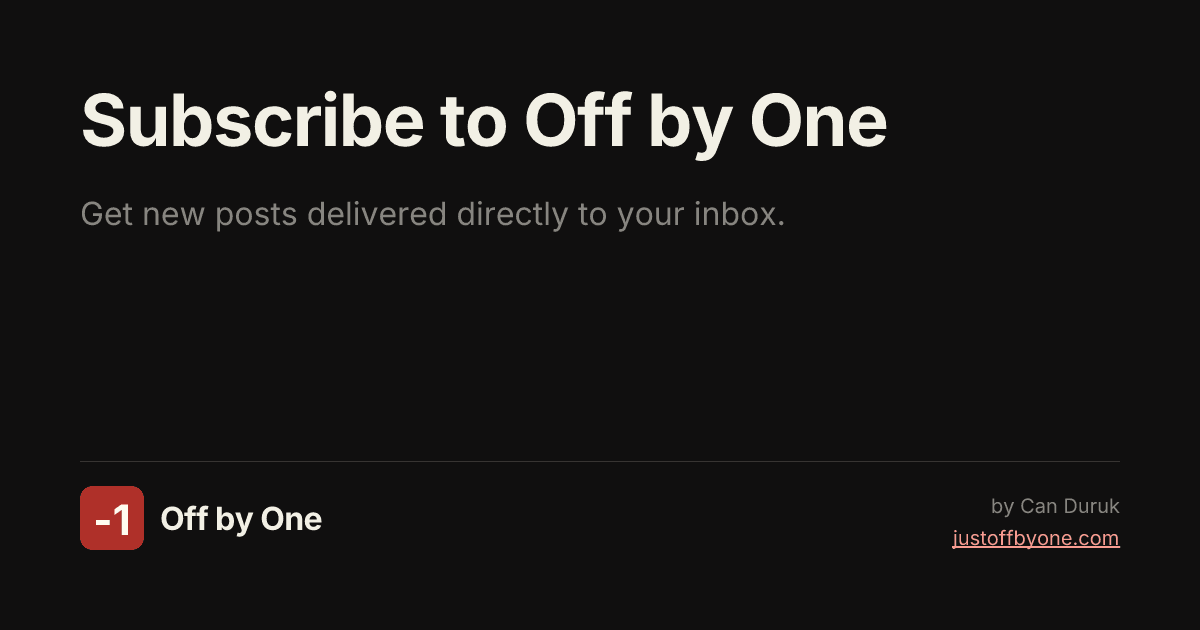 Subscribe to Off by One
Get new posts delivered directly to your inbox.
-1
Off by One
by Can Duruk
justoffbyone.com